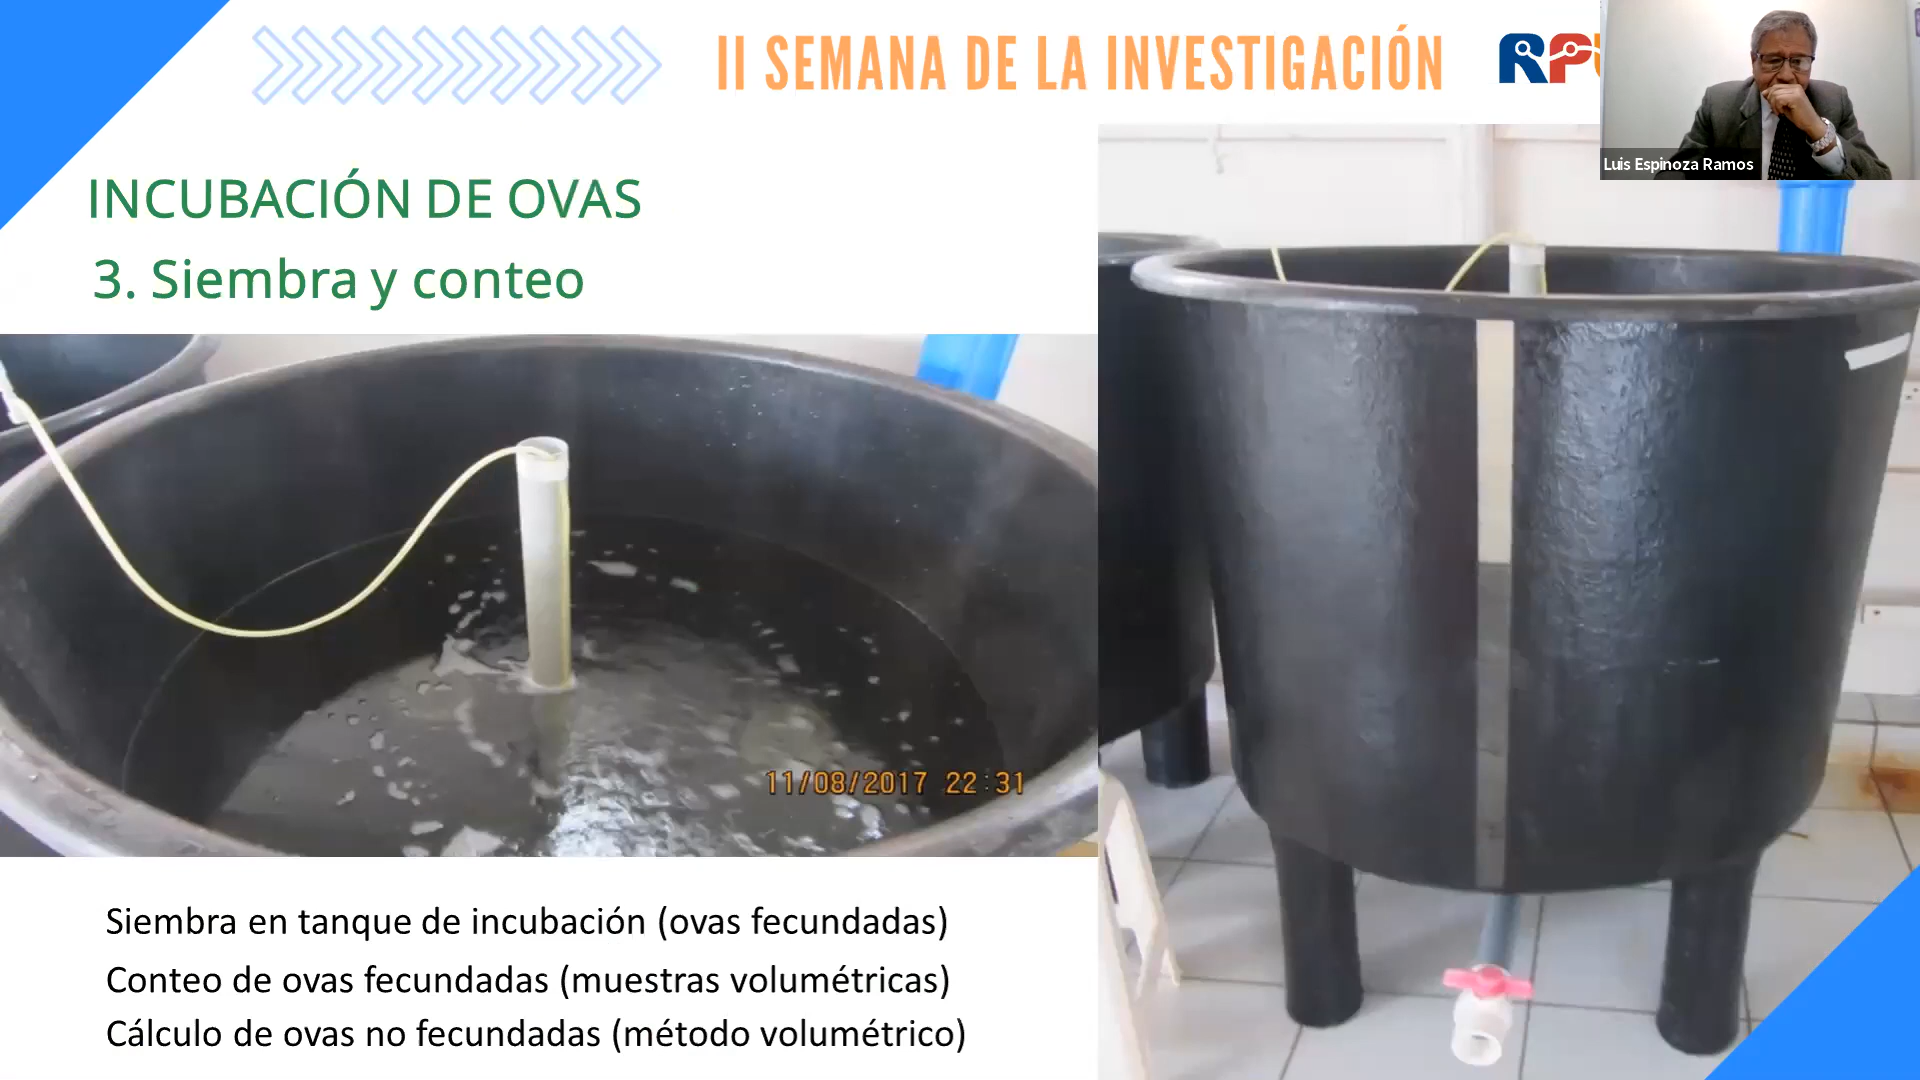 II SEMANA DE LA INVESTIGACIÓN
RP
Luis Espinoza Ramos
INCUBACIÓN DE OVAS
3. Siembra y conteo
11/08/2017 22:31
Siembra en tanque de incubación (ovas fecundadas)
Conteo de ovas fecundadas (muestras volumétricas)
Cálculo de ovas no fecundadas (método volumétrico)